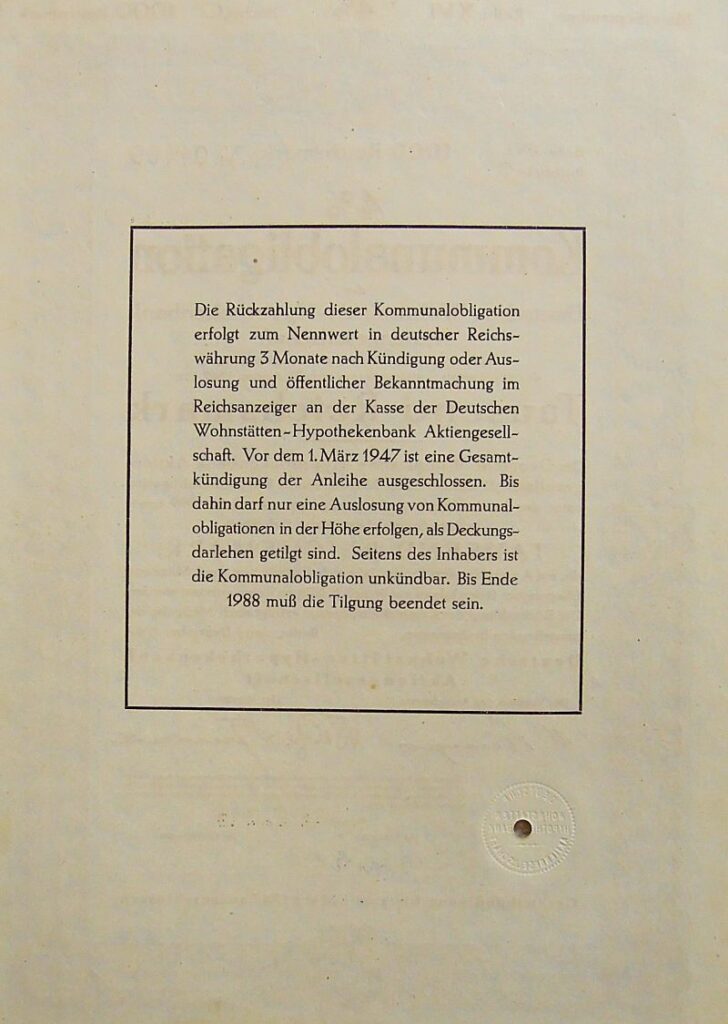 Die Rückzahlung dieser Kommunalobligation
erfolgt zum Nennwert in deutscher Reichs-
währung 3 Monate nach Kündigung oder Aus-
losung und öffentlicher Bekanntmachung im
Reichsanzeiger an der Kasse der Deutschen
Wohnstätten-Hypothekenbank Aktiengesell-
schaft. Vor dem 1. März 1947 ist eine Gesamt-
kündigung der Anleihe ausgeschlossen. Bis
dahin darf nur eine Auslosung von Kommunal-
obligationen in der Höhe erfolgen, als Deckungs-
darlehen getilgt sind. Seitens des Inhabers ist
die Kommunalobligation unkündbar. Bis Ende
1988 muß die Tilgung beendet sein.